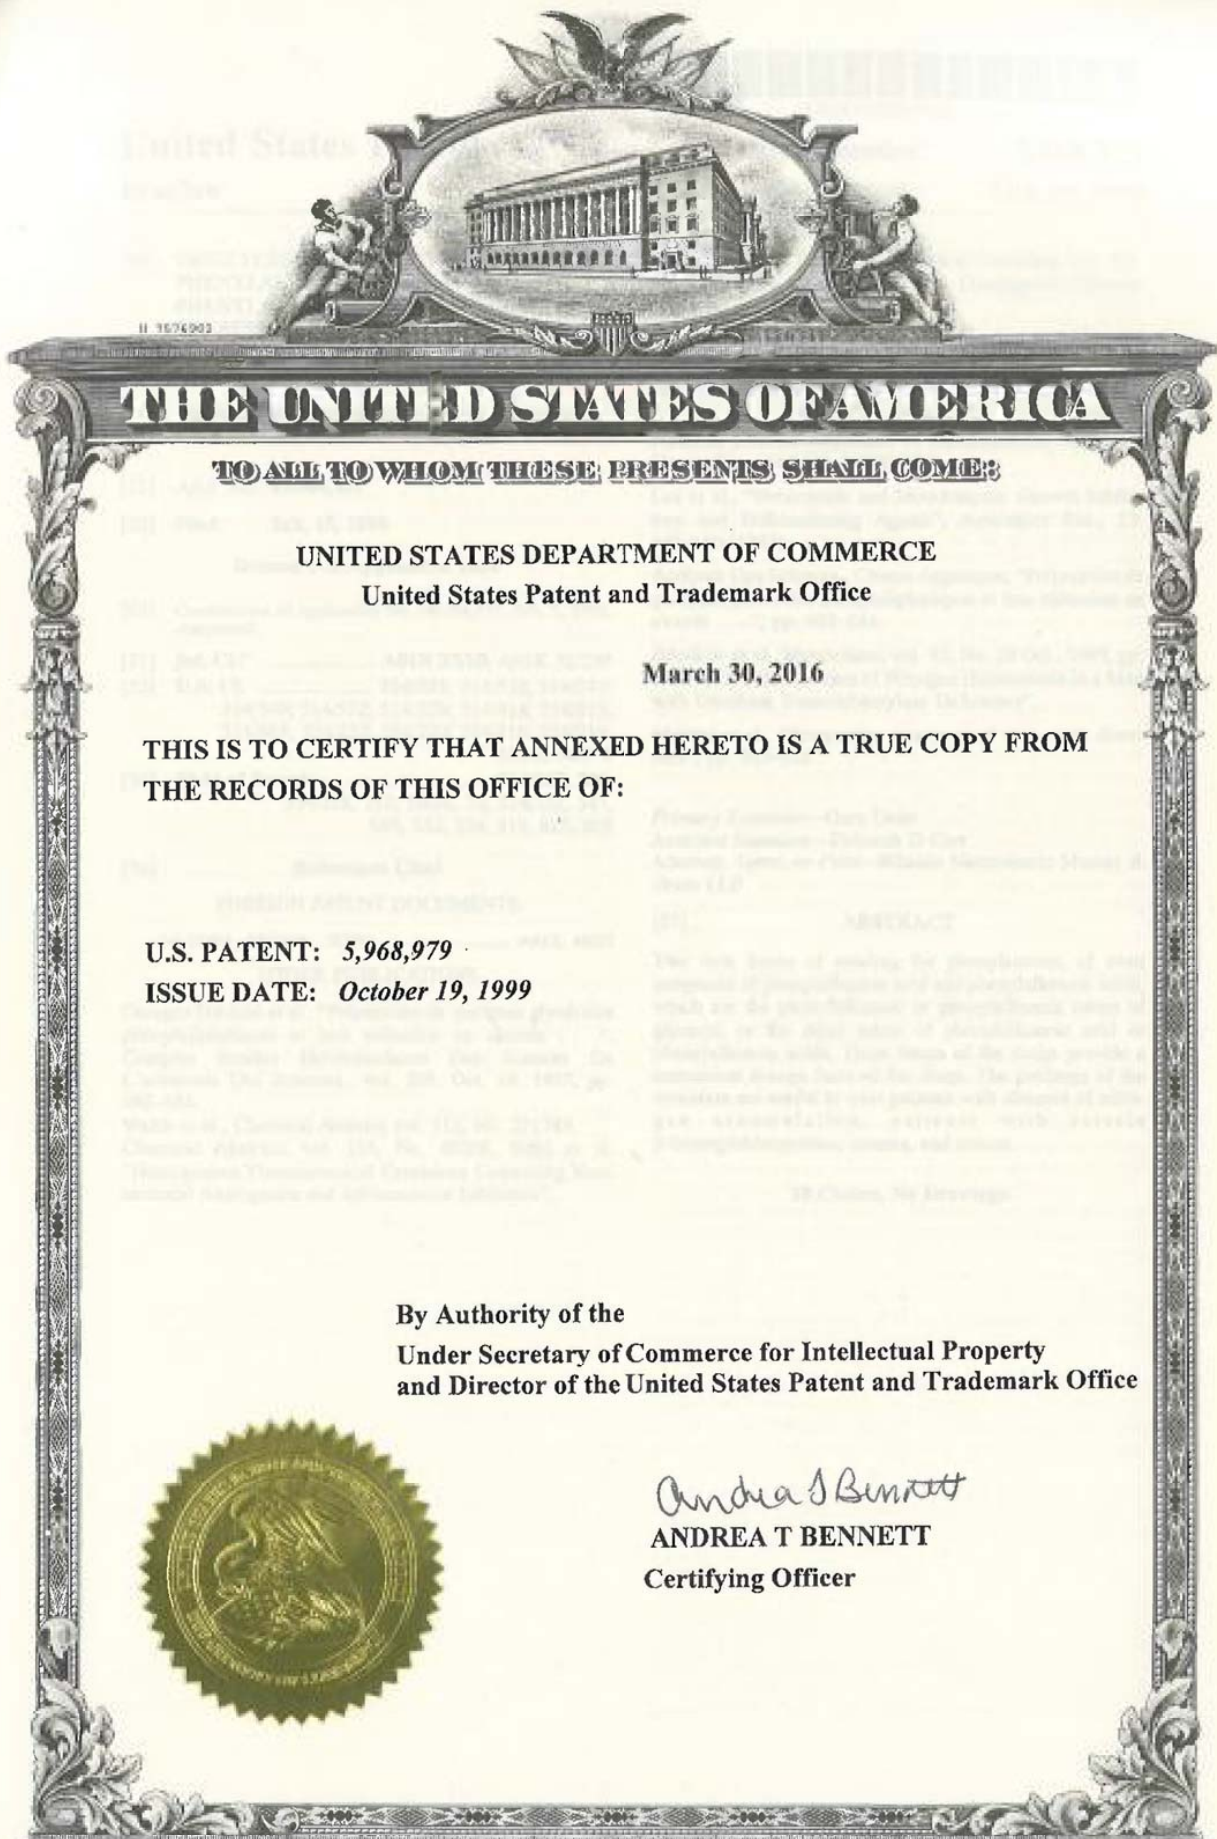 II 7576903
THE UNITED STATES OF AMERICA
TO ALL TO WHOM THESE PRESENTS SHALL COME:
UNITED STATES DEPARTMENT OF COMMERCE
United States Patent and Trademark Office
March 30, 2016
THIS IS TO CERTIFY THAT ANNEXED HERETO IS A TRUE COPY FROM
THE RECORDS OF THIS OFFICE OF:
U.S. PATENT: 5,968,979
ISSUE DATE: October 19, 1999
By Authority of the
Under Secretary of Commerce for Intellectual Property
and Director of the United States Patent and Trademark Office
Andrea T Bennett
ANDREA T BENNETT
Certifying Officer